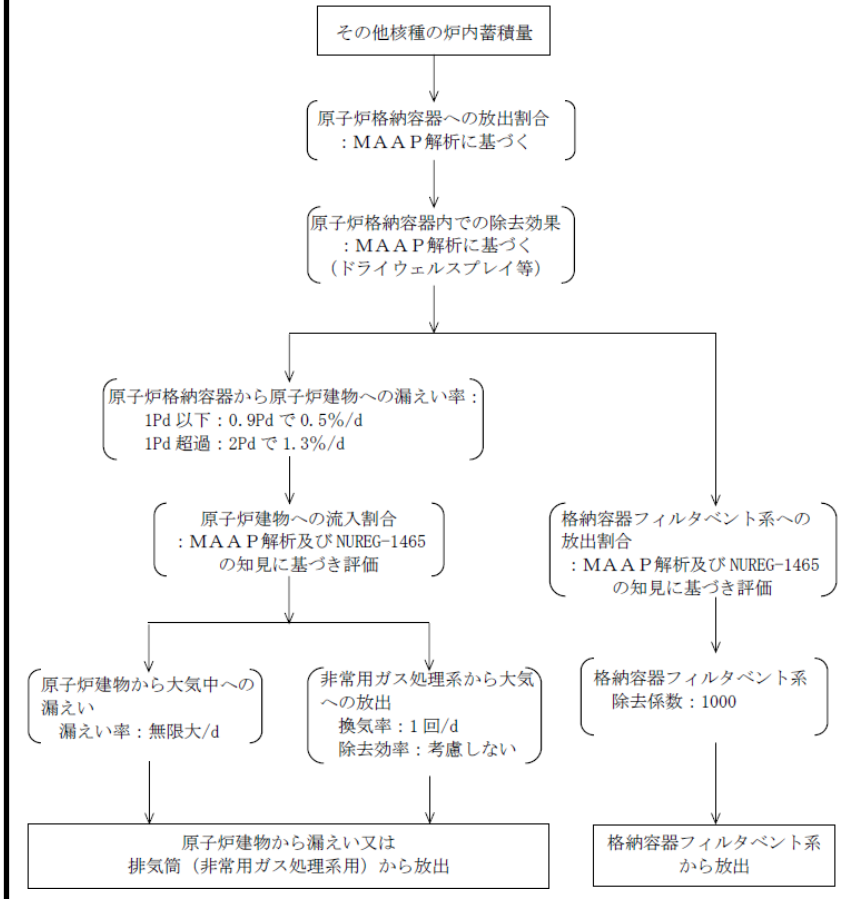 その他核種の炉内蓄積量
原子炉格納容器への放出割合
：ＭＡＡＰ解析に基づく
原子炉格納容器内での除去効果
：ＭＡＡＰ解析に基づく
（ドライウェルスプレイ等）
原子炉格納容器から原子炉建物への漏えい率：
1Pd 以下：0.9Pd で 0.5%/d
1Pd 超過：2Pd で 1.3%/d
原子炉建物への流入割合
：ＭＡＡＰ解析及び NUREG-1465
の知見に基づき評価
格納容器フィルタベント系への
放出割合
：ＭＡＡＰ解析及び NUREG-1465
の知見に基づき評価
原子炉建物から大気中への
漏えい
漏えい率：無限大/d
非常用ガス処理系から大気
への放出
換気率：1 回/d
除去効率：考慮しない
格納容器フィルタベント系
除去係数：1000
原子炉建物から漏えい又は
排気筒（非常用ガス処理系用）から放出
格納容器フィルタベント系
から放出